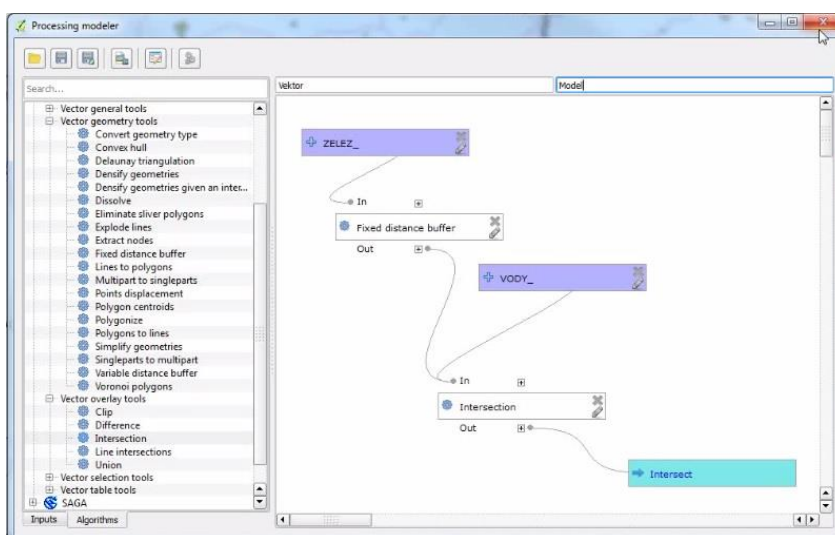 Processing modeler
Search...
Vektor
Model
Vector general tools
Vector geometry tools
Convert geometry type
Convex hull
Delaunay triangulation
Densify geometries
Densify geometries given an inter...
Dissolve
Eliminate sliver polygons
Explode lines
Extract nodes
Fixed distance buffer
Lines to polygons
Multipart to singleparts
Points displacement
Polygon centroids
Polygonize
Polygons to lines
Simplify geometries
Singleparts to multipart
Variable distance buffer
Voronoi polygons
Vector overlay tools
Clip
Difference
Intersection
Line intersections
Union
Vector selection tools
Vector table tools
SAGA
Inputs
Algorithms
ZELEZ_
In
Fixed distance buffer
Out
VODY_
In
Intersection
Out
Intersect